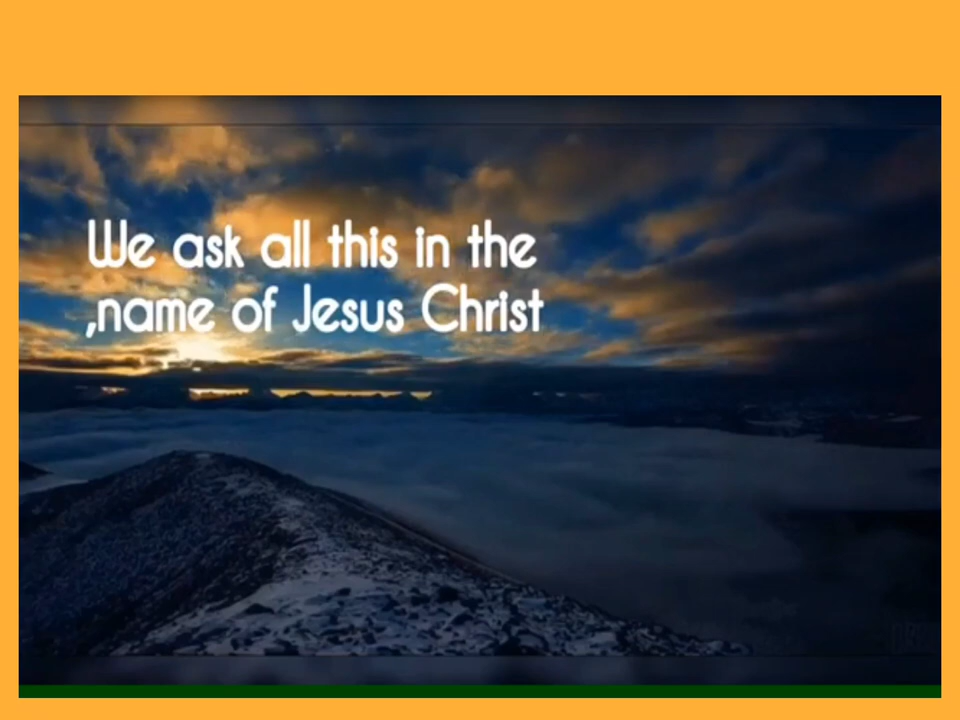 We ask all this in the
,name of Jesus Christ